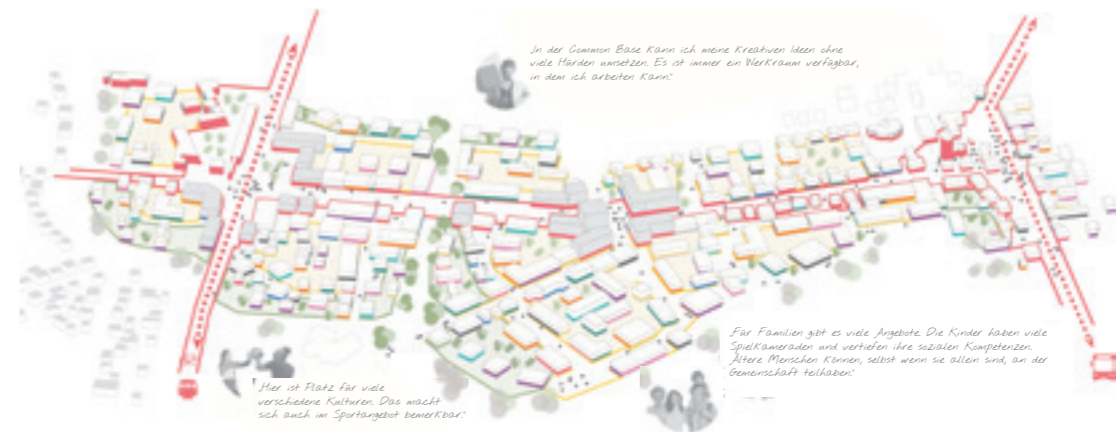 In der Common Base kann ich meine kreativen Ideen ohne
viele Hürden umsetzen. Es ist immer ein Werkraum verfügbar,
in dem ich arbeiten kann."
Für Familien gibt es viele Angebote. Die Kinder haben viele
Spielkameraden und vertiefen ihre sozialen Kompetenzen.
Ältere Menschen können, selbst wenn sie allein sind, an der
Gemeinschaft teilhaben."
Hier ist Platz für viele
verschiedene Kulturen. Das macht
sich auch im Sportangebot bemerkbar."